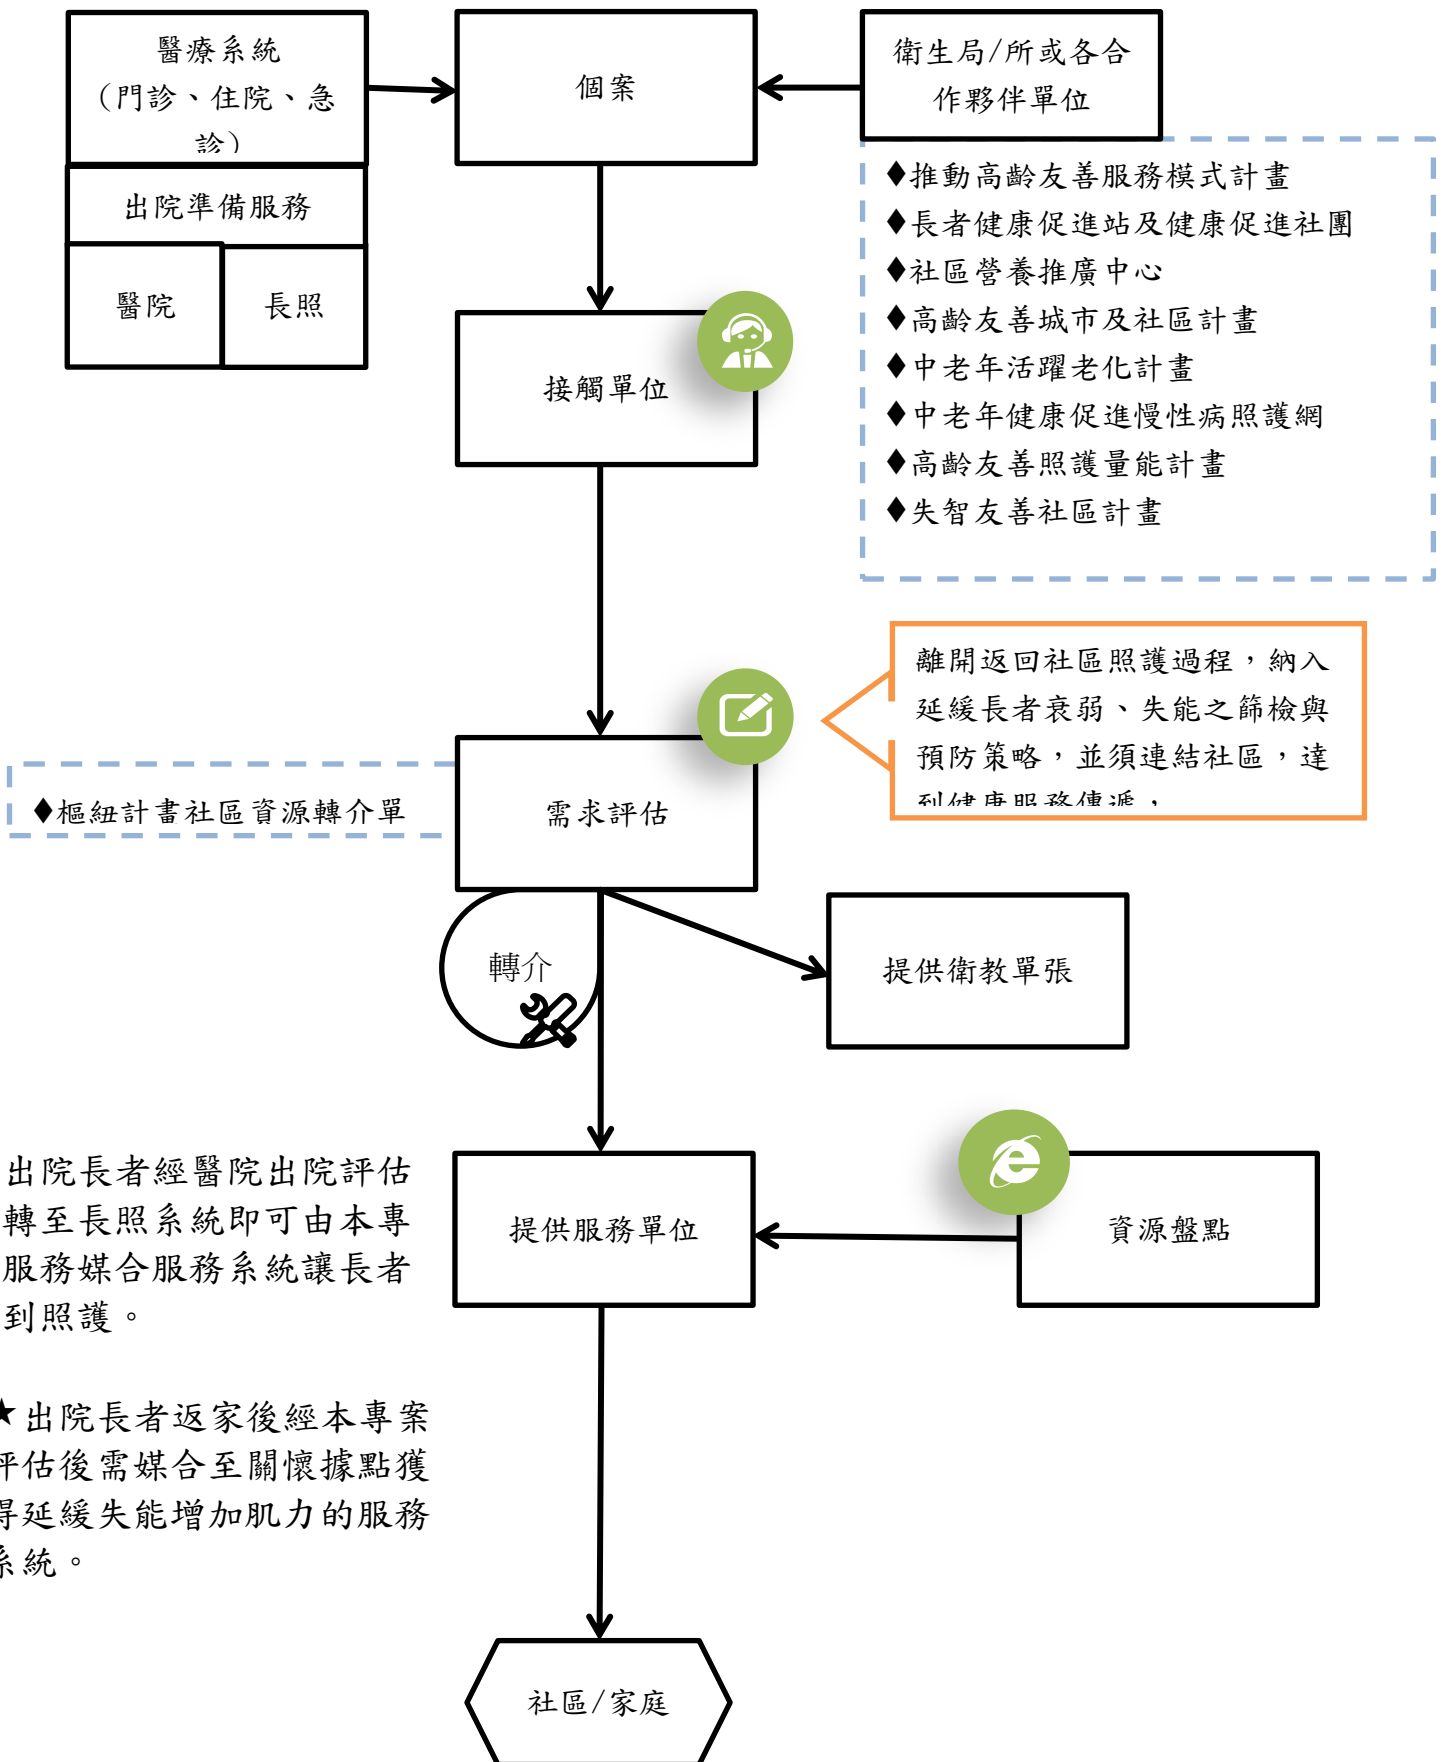 醫療系統
(門診、住院、急
診)
出院準備服務
醫院
長照
個案
衛生局/所或各合
作夥伴單位
♦推動高齡友善服務模式計畫
♦長者健康促進站及健康促進社團
♦社區營養推廣中心
♦高齡友善城市及社區計畫
♦中老年活躍老化計畫
♦中老年健康促進慢性病照護網
♦高齡友善照護量能計畫
♦失智友善社區計畫
接觸單位
離開返回社區照護過程，納入
延緩長者衰弱、失能之篩檢與
預防策略，並須連結社區，達
到健康服務傳遞，
♦樞紐計畫社區資源轉介單
需求評估
轉介
提供衛教單張
出院長者經醫院出院評估
轉至長照系統即可由本專
服務媒合服務系統讓長者
到照護。
提供服務單位
資源盤點
★出院長者返家後經本專案
評估後需媒合至關懷據點獲
得延緩失能增加肌力的服務
系統。
社區/家庭